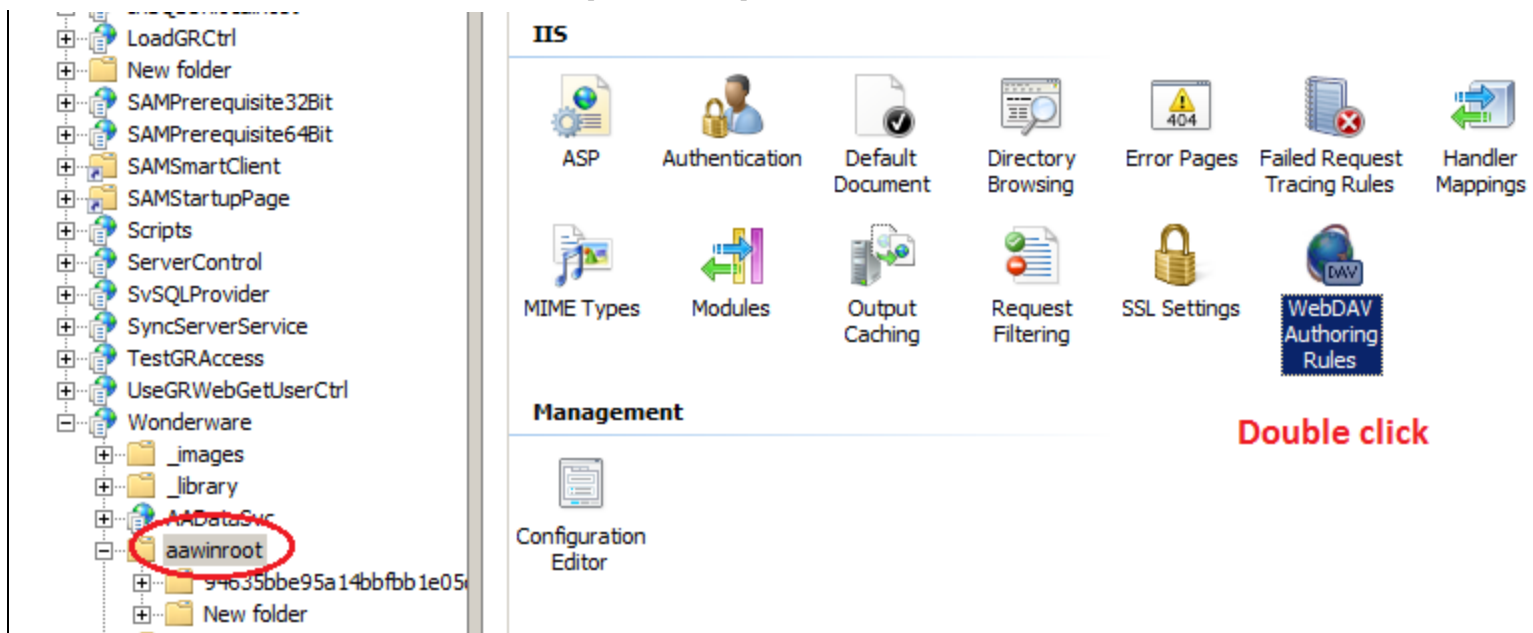 LoadGRCtrl
New folder
SAMPrerequisite32Bit
SAMPrerequisite64Bit
SAMSmartClient
SAMStartupPage
Scripts
ServerControl
SvSQLProvider
SyncServerService
TestGRAccess
UseGRWebGetUserCtrl
Wonderware
_images
_library
AADataSvc
aawinroot
94635bbe95a14bbfbb1e05
New folder
IIS
ASP
Authentication
Default
Document
Directory
Browsing
Error Pages
404
Failed Request
Tracing Rules
Handler
Mappings
MIME Types
Modules
Output
Caching
Request
Filtering
SSL Settings
DAV
WebDAV
Authoring
Rules
Management
Double click
Configuration
Editor